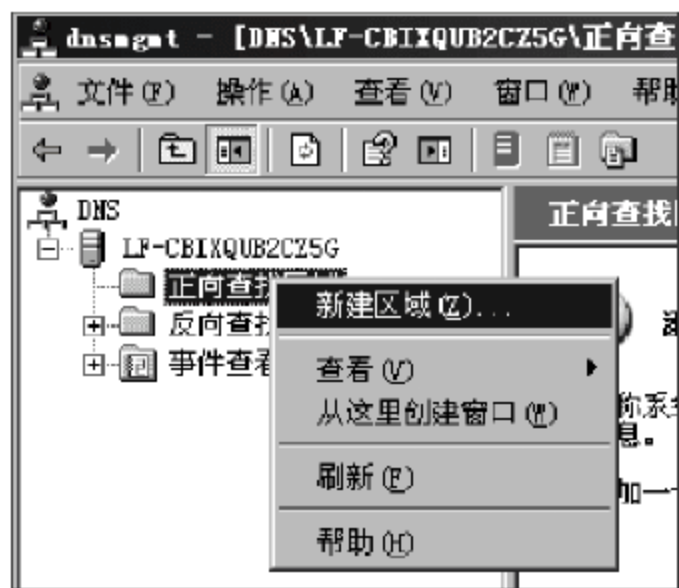 dnsmgmt - [DNS\LF-CBIXQUB2CZ5G\正向查
文件(F) 操作(A) 查看(V) 窗口(W) 帮助
DNS
LF-CBIXQUB2CZ5G
正向查找
反向查找
事件查看
正向查找
新建区域(Z)...
查看(V)
从这里创建窗口(W)
刷新(F)
帮助(H)
你系
息。
加一